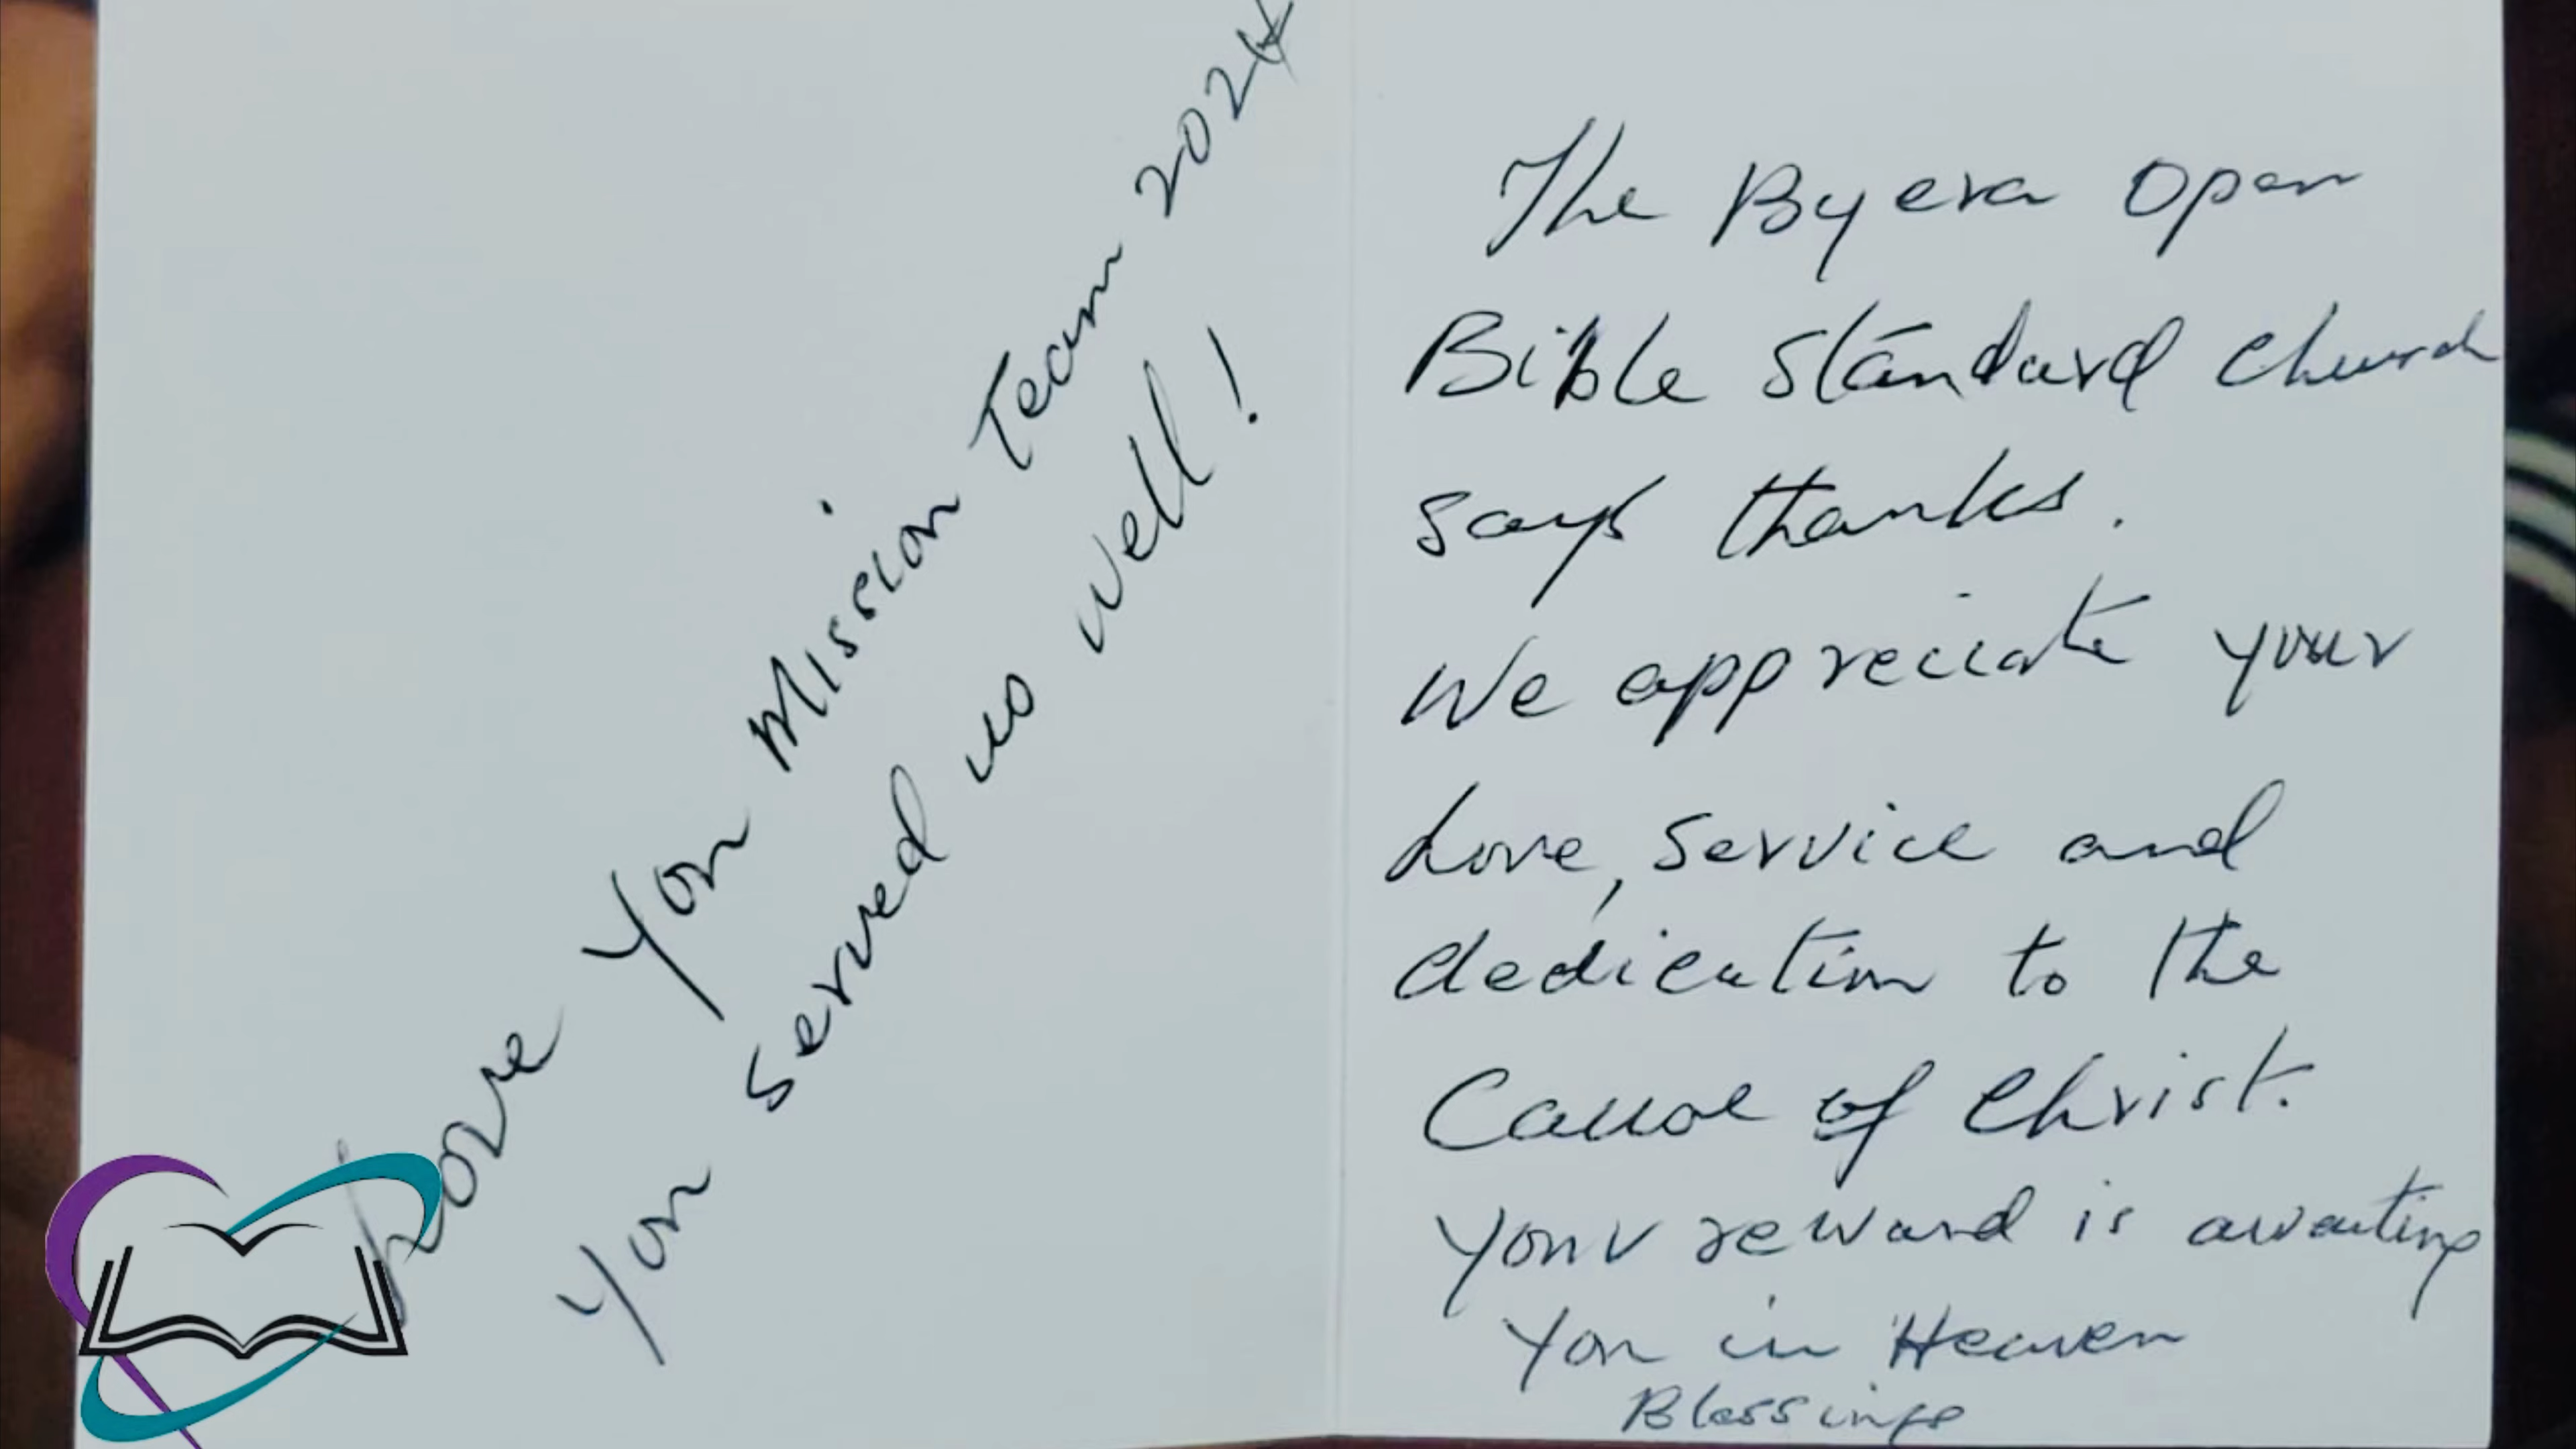 Love You Mission Team 2024
You served us well!
The Byera Open
Bible Standard Church
says thanks.
We appreciate your
Love, service and
dedication to the
Cause of Christ.
Your reward is awaiting
You in Heaven
Blessings